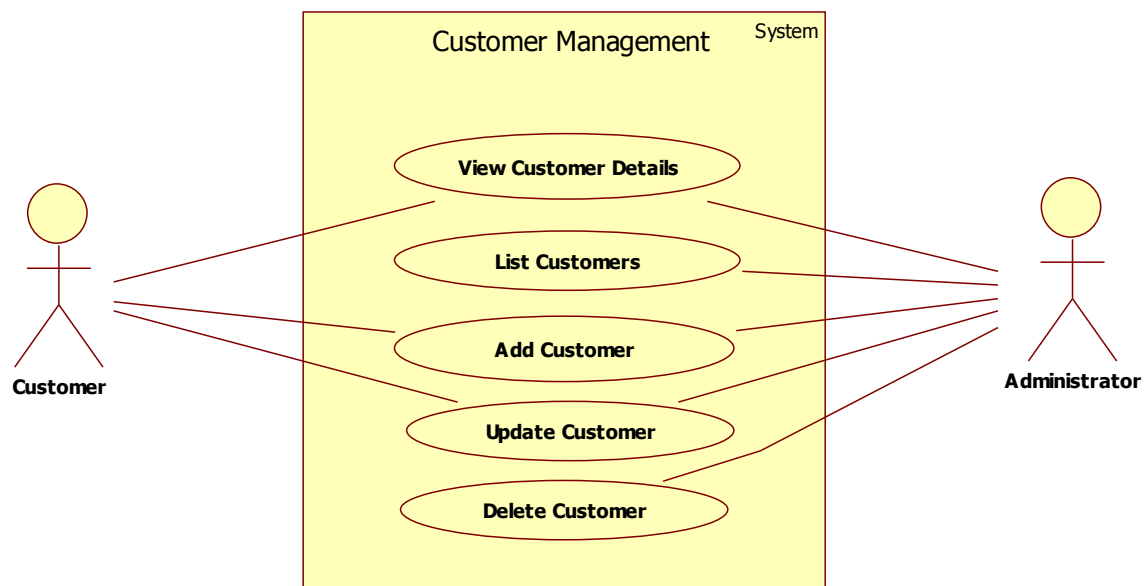 System
Customer Management
View Customer Details
List Customers
Add Customer
Customer
Administrator
Update Customer
Delete Customer